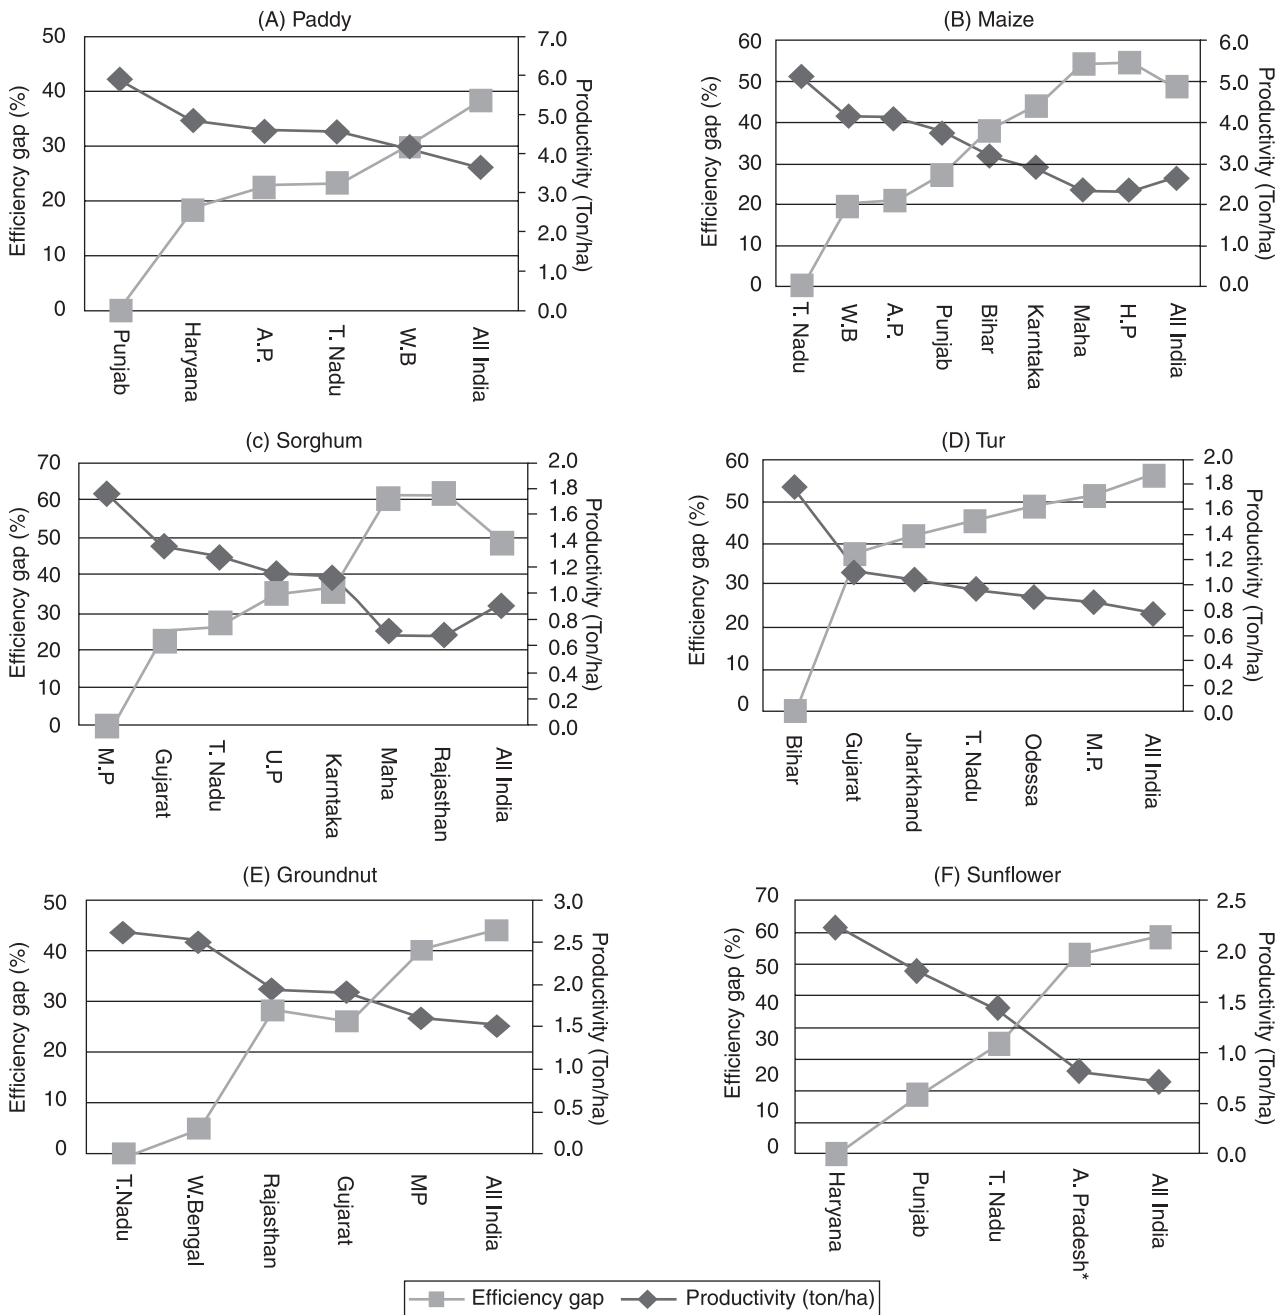 (A) Paddy
Efficiency gap (%)
50
40
30
20
10
0
7.0
6.0
5.0
4.0
3.0
2.0
1.0
0.0
Productivity (Ton/ha)
Punjab
Haryana
A.P.
T. Nadu
W.B
All India
(B) Maize
Efficiency gap (%)
60
50
40
30
20
10
0
6.0
5.0
4.0
3.0
2.0
1.0
0.0
Productivity (Ton/ha)
T. Nadu
W.B
A.P.
Punjab
Bihar
Karntaka
Maha
H.P
All India
(c) Sorghum
Efficiency gap (%)
70
60
50
40
30
20
10
0
2.0
1.8
1.6
1.4
1.2
1.0
0.8
0.6
0.4
0.2
0.0
Productivity (Ton/ha)
M.P
Gujarat
T. Nadu
U.P
Karntaka
Maha
Rajasthan
All India
(D) Tur
Efficiency gap (%)
60
50
40
30
20
10
0
2.0
1.8
1.6
1.4
1.2
1.0
0.8
0.6
0.4
0.2
0.0
Productivity (Ton/ha)
Bihar
Gujarat
Jharkhand
T. Nadu
Odessa
M.P.
All India
(E) Groundnut
Efficiency gap (%)
50
40
30
20
10
0
3.0
2.5
2.0
1.5
1.0
0.5
0.0
Productivity (Ton/ha)
T.Nadu
W.Bengal
Rajasthan
Gujarat
MP
All India
(F) Sunflower
Efficiency gap (%)
70
60
50
40
30
20
10
0
2.5
2.0
1.5
1.0
0.5
0.0
Productivity (Ton/ha)
Haryana
Punjab
T. Nadu
A. Pradesh*
All India
Efficiency gap
Productivity (ton/ha)